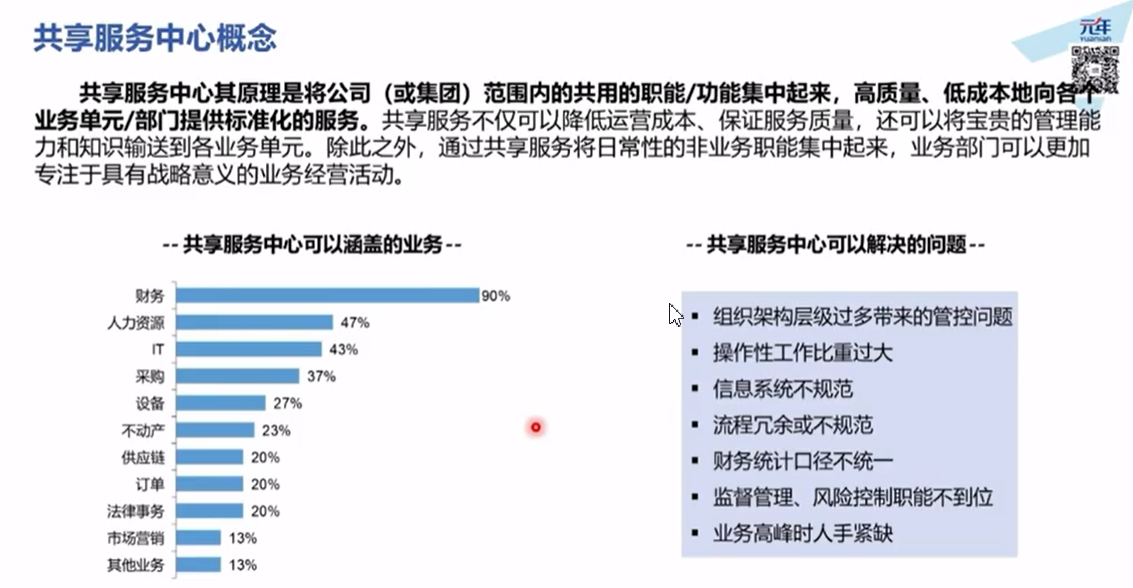 共享服务中心概念
元年
Yuanian
共享服务中心其原理是将公司（或集团）范围内的共用的职能/功能集中起来，高质量、低成本地向各个
业务单元/部门提供标准化的服务。共享服务不仅可以降低运营成本、保证服务质量，还可以将宝贵的管理能
力和知识输送到各业务单元。除此之外，通过共享服务将日常性的非业务职能集中起来，业务部门可以更加
专注于具有战略意义的业务经营活动。
--共享服务中心可以涵盖的业务--
财务 90%
人力资源 47%
IT 43%
采购 37%
设备 27%
不动产 23%
供应链 20%
订单 20%
法律事务 20%
市场营销 13%
其他业务 13%
--共享服务中心可以解决的问题--
▪ 组织架构层级过多带来的管控问题
▪ 操作性工作比重过大
▪ 信息系统不规范
▪ 流程冗余或不规范
▪ 财务统计口径不统一
▪ 监督管理、风险控制职能不到位
▪ 业务高峰时人手紧缺